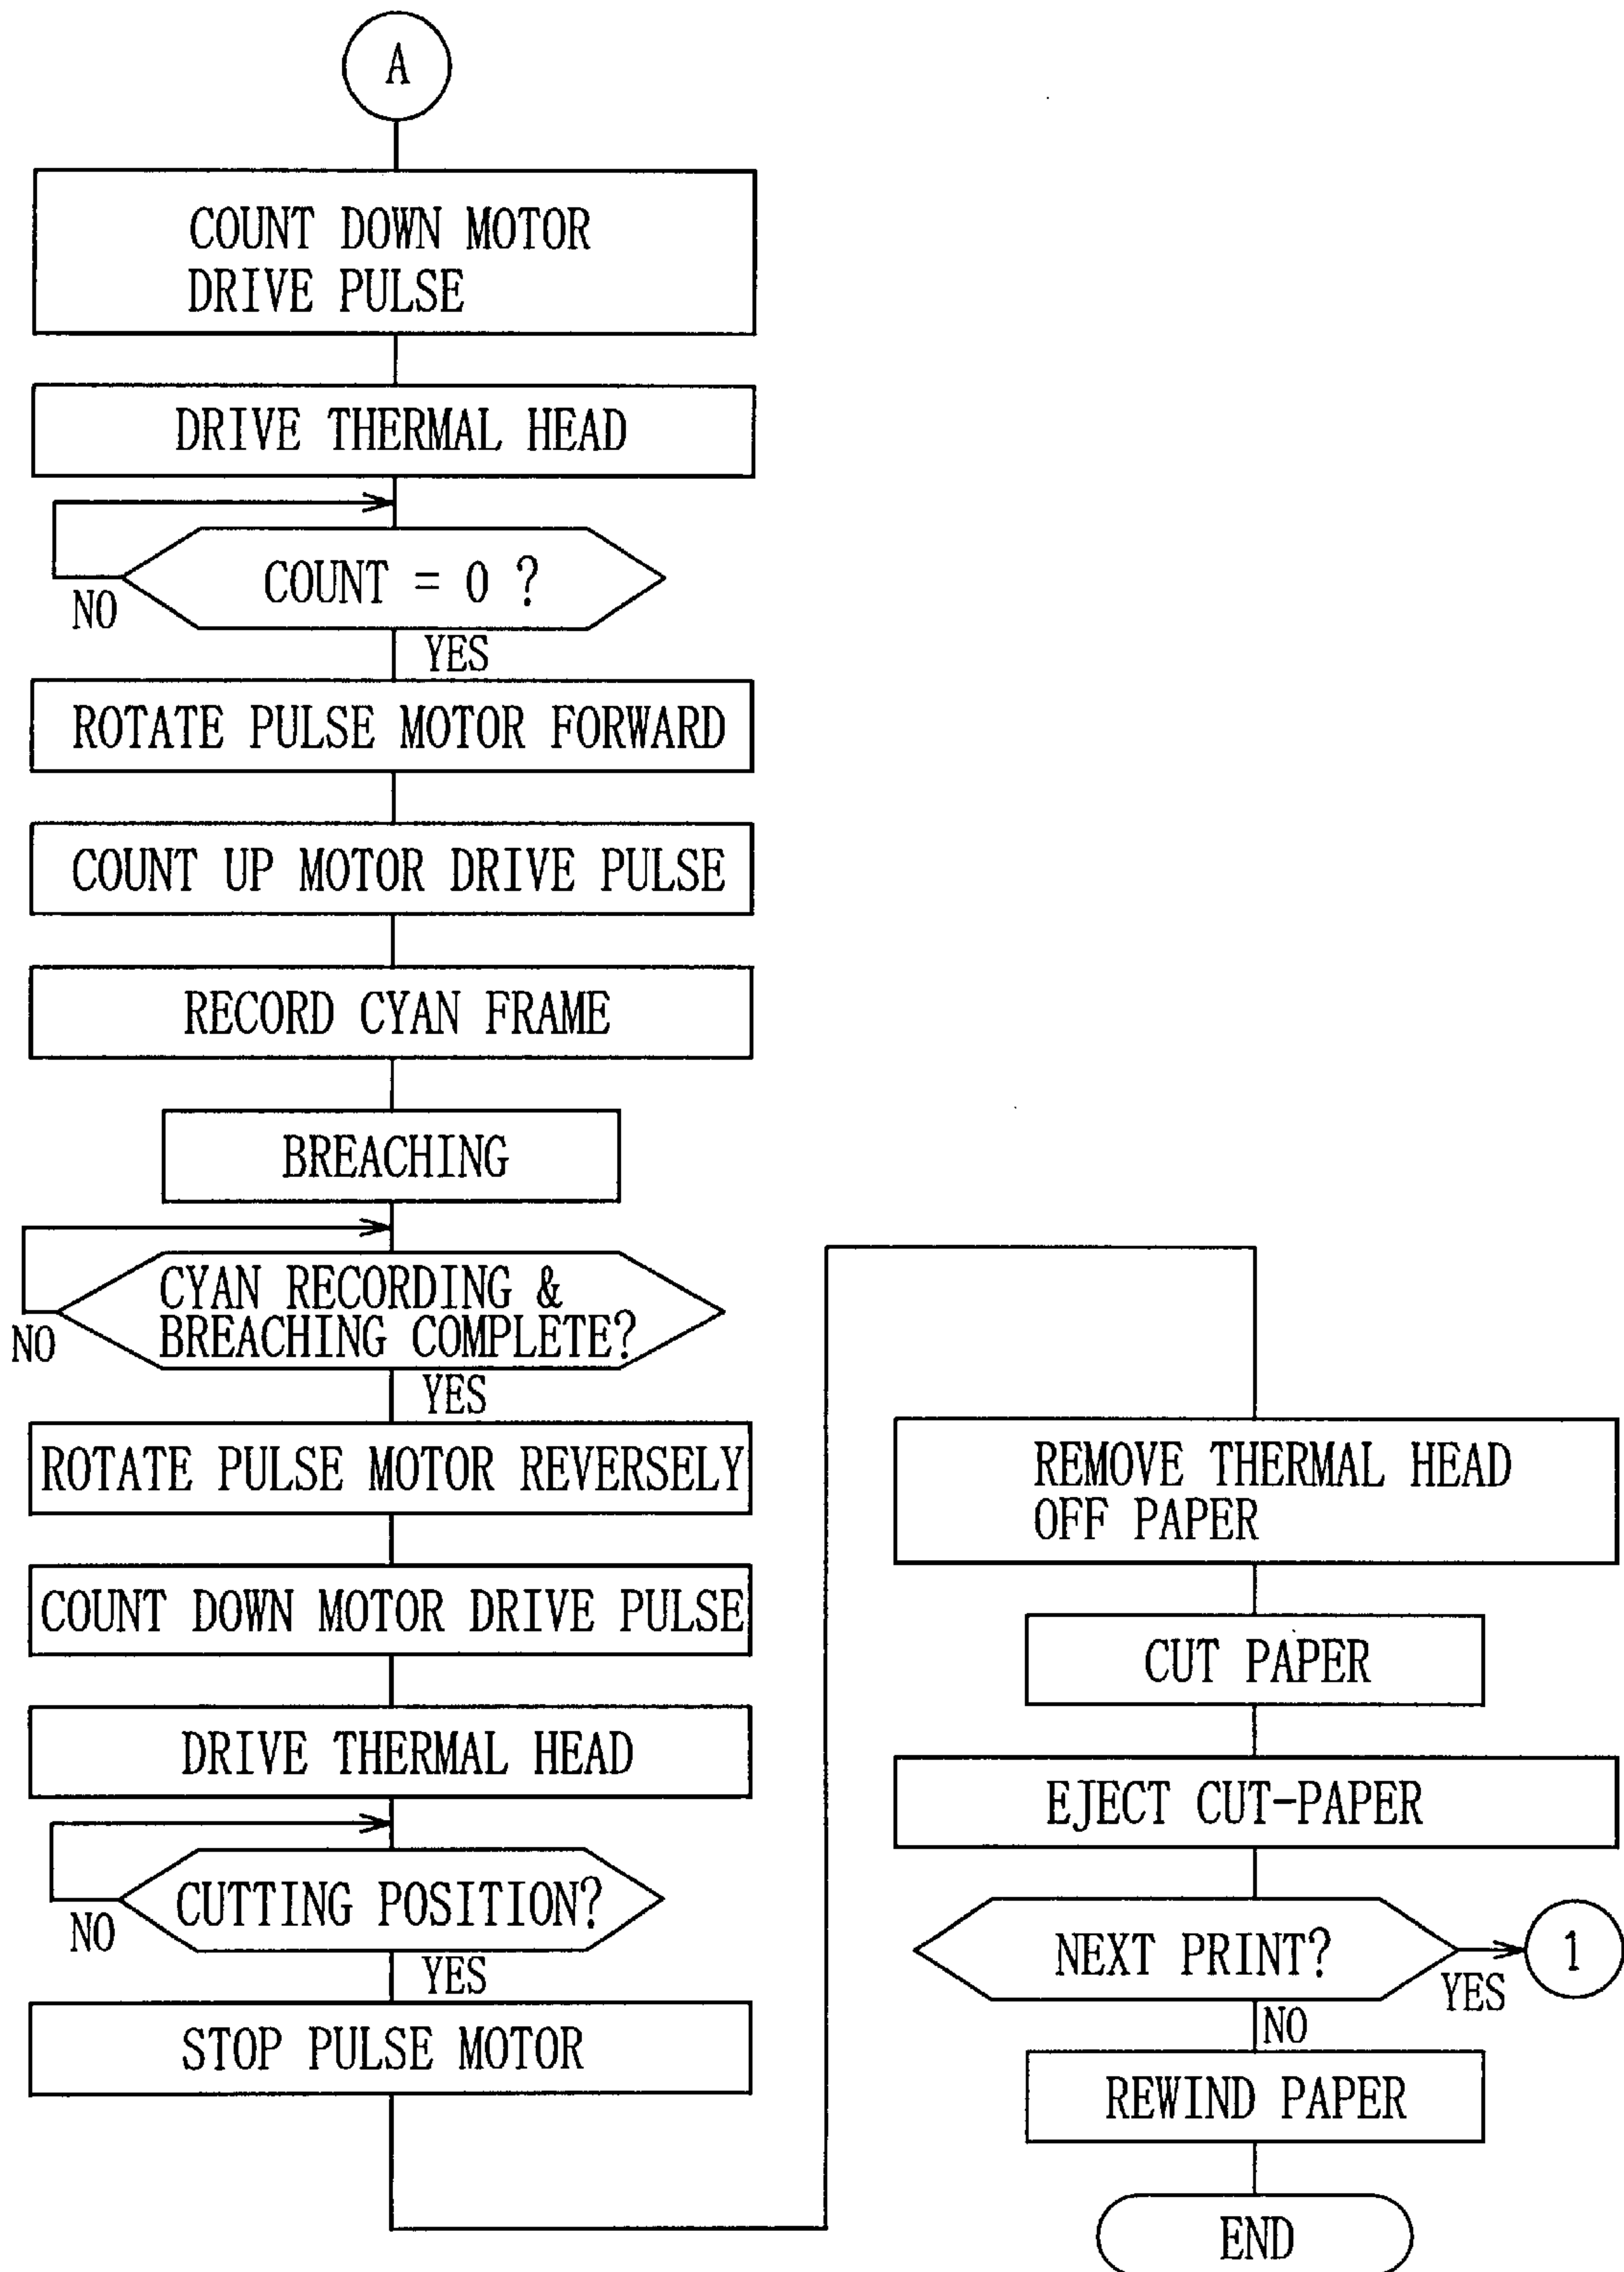 A
COUNT DOWN MOTOR
DRIVE PULSE
DRIVE THERMAL HEAD
COUNT = 0 ?
NO
YES
ROTATE PULSE MOTOR FORWARD
COUNT UP MOTOR DRIVE PULSE
RECORD CYAN FRAME
BREACHING
CYAN RECORDING &
BREACHING COMPLETE?
NO
YES
ROTATE PULSE MOTOR REVERSELY
COUNT DOWN MOTOR DRIVE PULSE
DRIVE THERMAL HEAD
CUTTING POSITION?
NO
YES
STOP PULSE MOTOR
REMOVE THERMAL HEAD
OFF PAPER
CUT PAPER
EJECT CUT-PAPER
NEXT PRINT?
YES
1
NO
REWIND PAPER
END